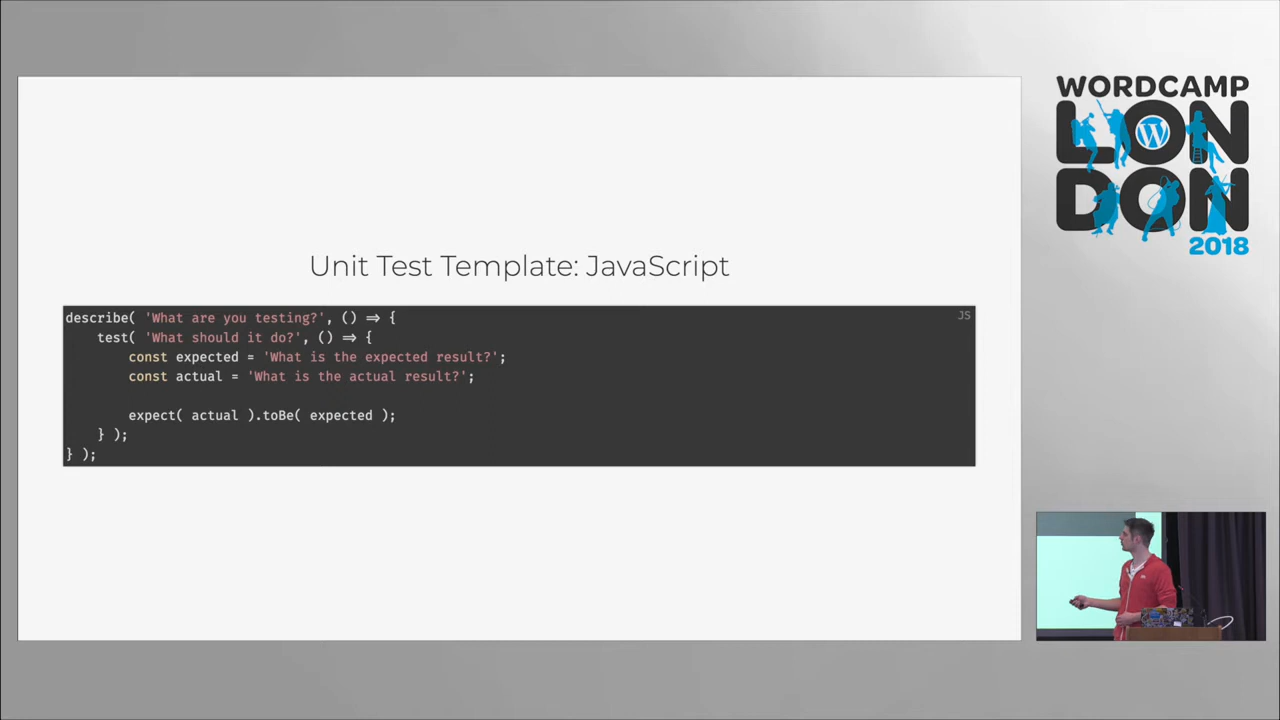 Unit Test Template: JavaScript
JS
describe( 'What are you testing?', () => {
    test( 'What should it do?', () => {
        const expected = 'What is the expected result?';
        const actual = 'What is the actual result?';

        expect( actual ).toBe( expected );
    } );
} );
WORDCAMP
LON
DON
2018